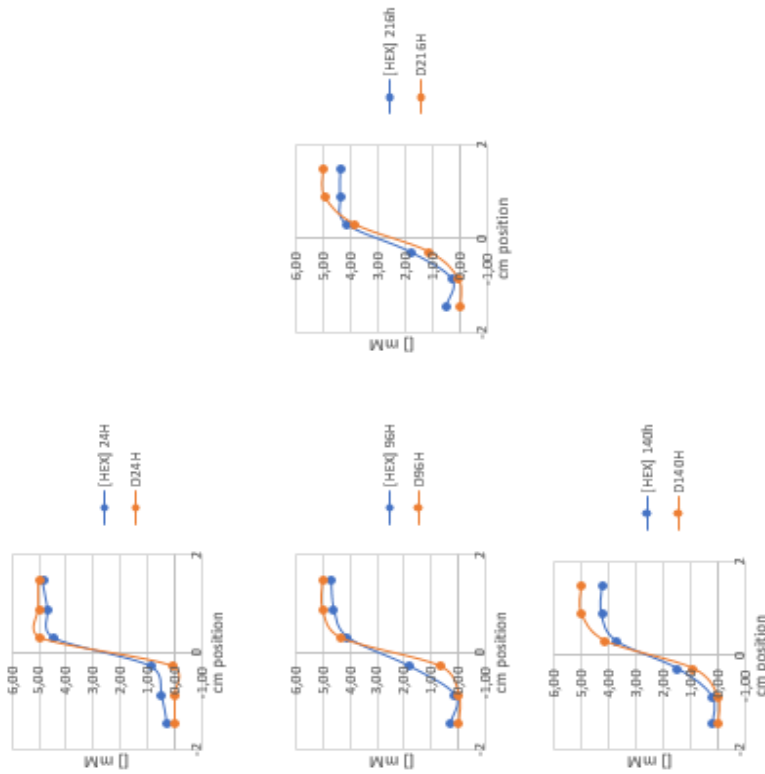 [] mM
6,00
5,00
4,00
3,00
2,00
1,00
0,00
-1,00
-2
0
2
cm position
[HEX] 24H
D24H
[] mM
6,00
5,00
4,00
3,00
2,00
1,00
0,00
-1,00
-2
0
2
cm position
[HEX] 96H
D96H
[] mM
6,00
5,00
4,00
3,00
2,00
1,00
0,00
-1,00
-2
0
2
cm position
[HEX] 140h
D140H
[] mM
6,00
5,00
4,00
3,00
2,00
1,00
0,00
-1,00
-2
0
2
cm position
[HEX] 216h
D216H